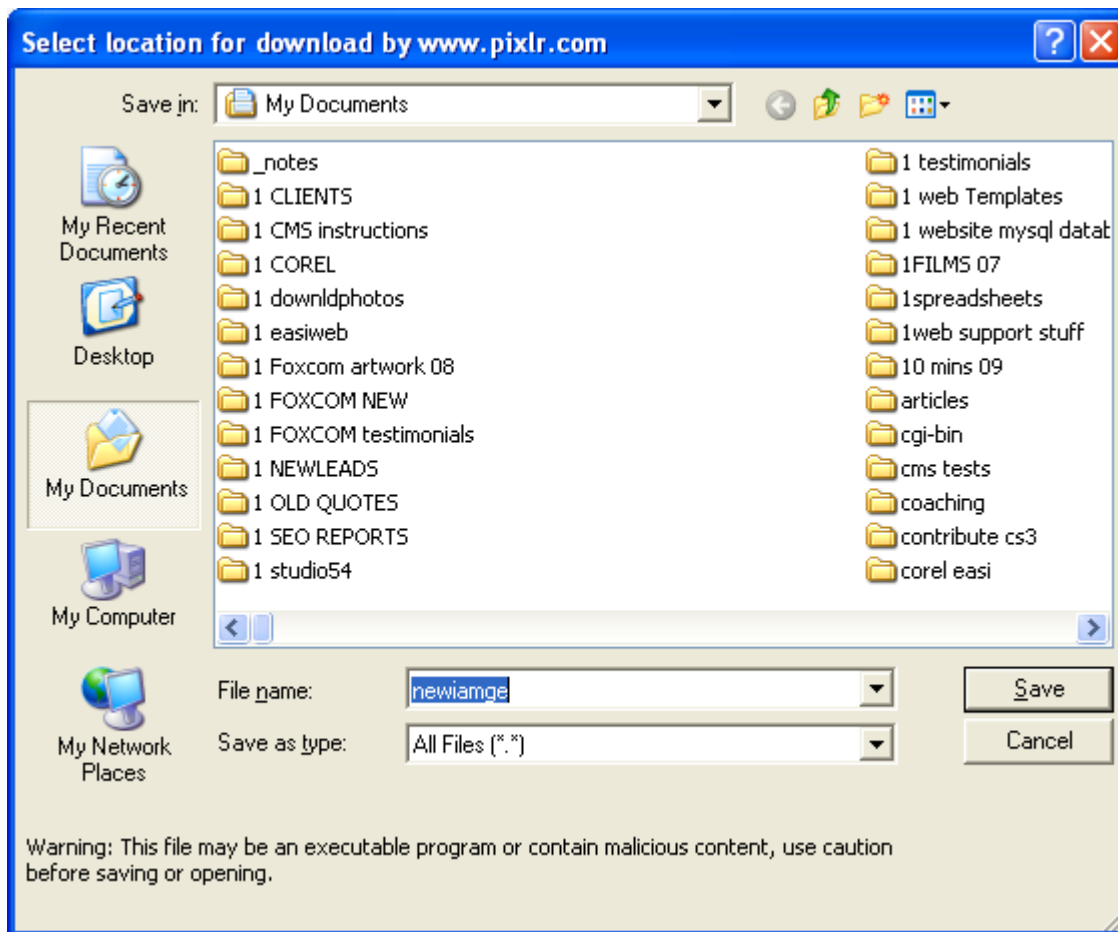 Select location for download by www.pixlr.com
Save in:
My Documents
My Recent
Documents
Desktop
My Documents
My Computer
My Network
Places
_notes
1 CLIENTS
1 CMS instructions
1 COREL
1 downldphotos
1 easiweb
1 Foxcom artwork 08
1 FOXCOM NEW
1 FOXCOM testimonials
1 NEWLEADS
1 OLD QUOTES
1 SEO REPORTS
1 studio54
1 testimonials
1 web Templates
1 website mysql datab
1FILMS 07
1spreadsheets
1web support stuff
10 mins 09
articles
cgi-bin
cms tests
coaching
contribute cs3
corel easi
File name:
newiamge
Save
Save as type:
All Files (*.*)
Cancel
Warning: This file may be an executable program or contain malicious content, use caution
before saving or opening.